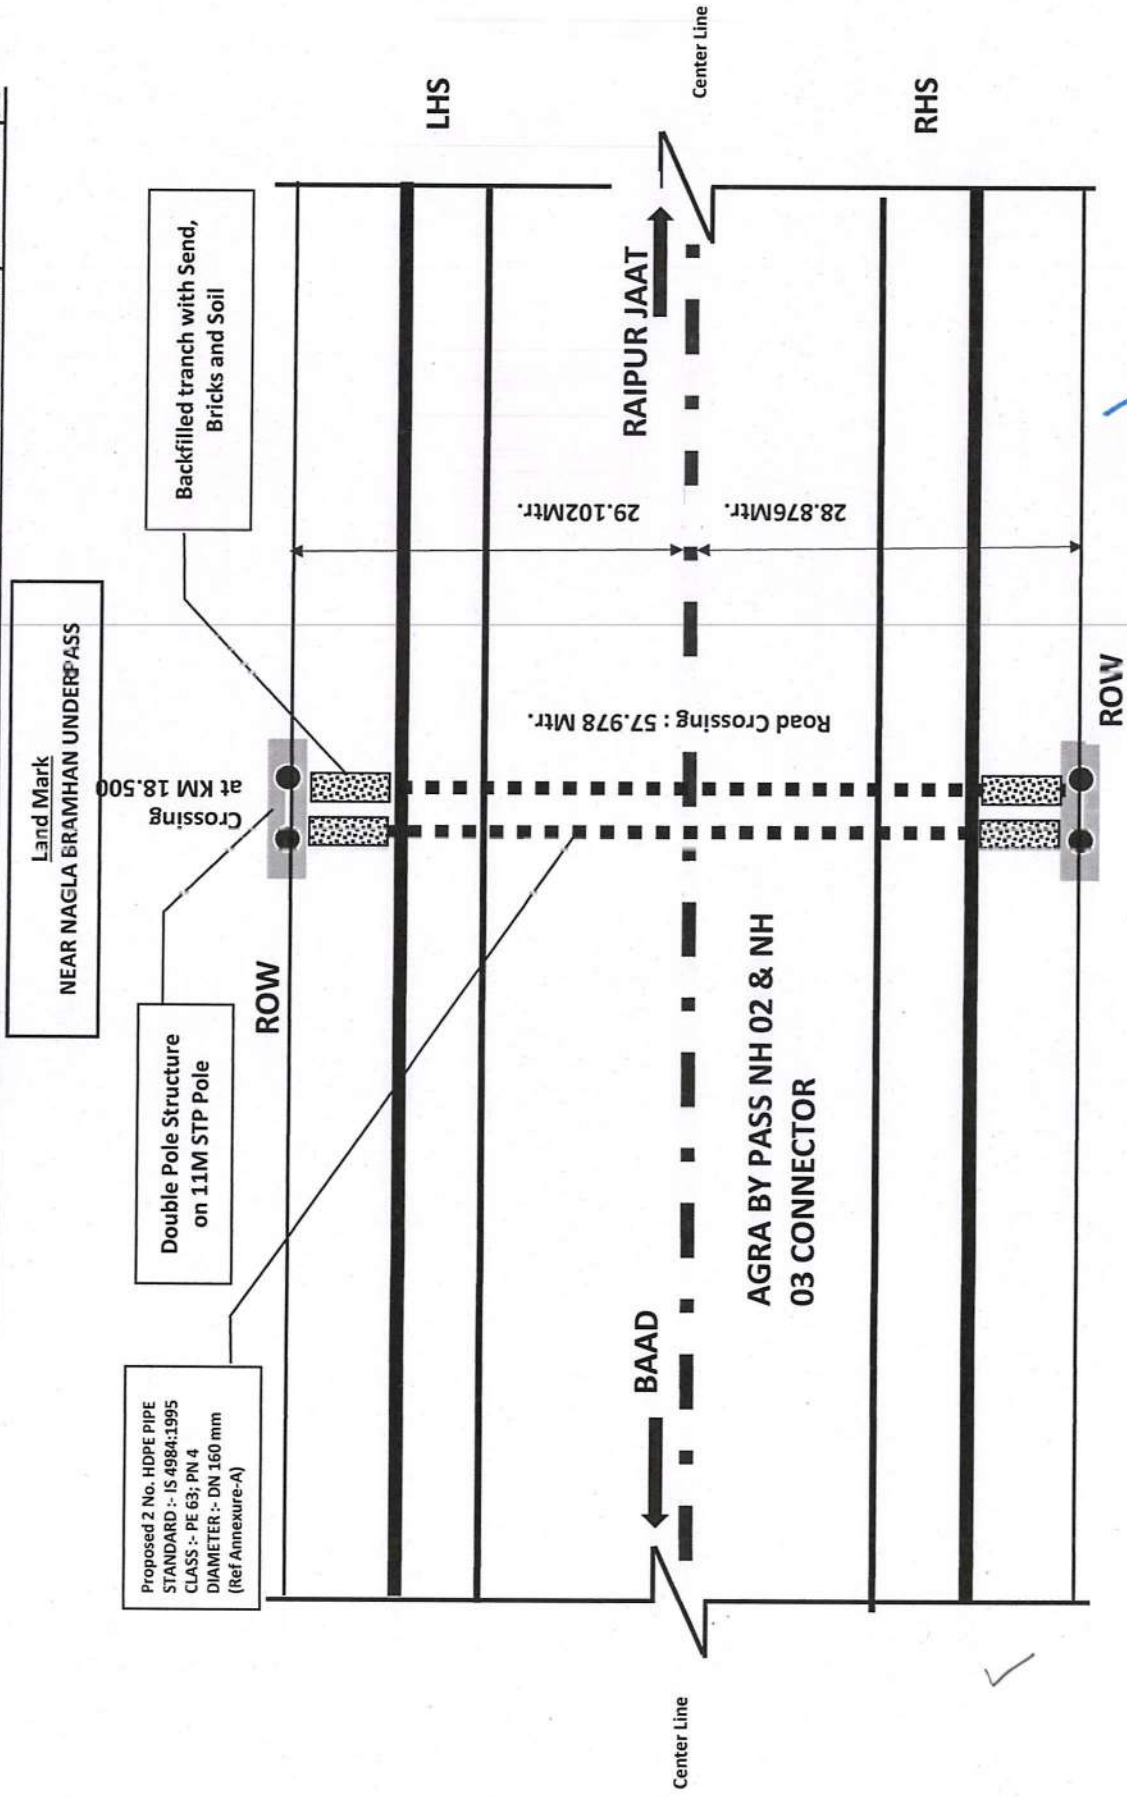 Land Mark
NEAR NAGLA BRAMHAN UNDERPASS
Proposed 2 No. HDPE PIPE
STANDARD :- IS 4984:1995
CLASS :- PE 63; PN 4
DIAMETER :- DN 160 mm
(Ref Annexure-A)
Double Pole Structure
on 11M STP Pole
Crossing
at KM 18.500
Backfilled tranch with Send,
Bricks and Soil
ROW
LHS
29.102Mtr.
BAAD
RAIPUR JAAT
Center Line
Center Line
Road Crossing : 57.978 Mtr.
28.876Mtr.
AGRA BY PASS NH 02 & NH
03 CONNECTOR
RHS
ROW